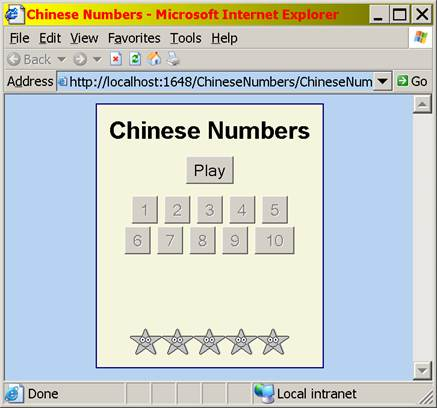 Chinese Numbers - Microsoft Internet Explorer
File Edit View Favorites Tools Help
Back
Address http://localhost:1648/ChineseNumbers/ChineseNum Go
Chinese Numbers
Play
1 2 3 4 5
6 7 8 9 10
Done Local intranet